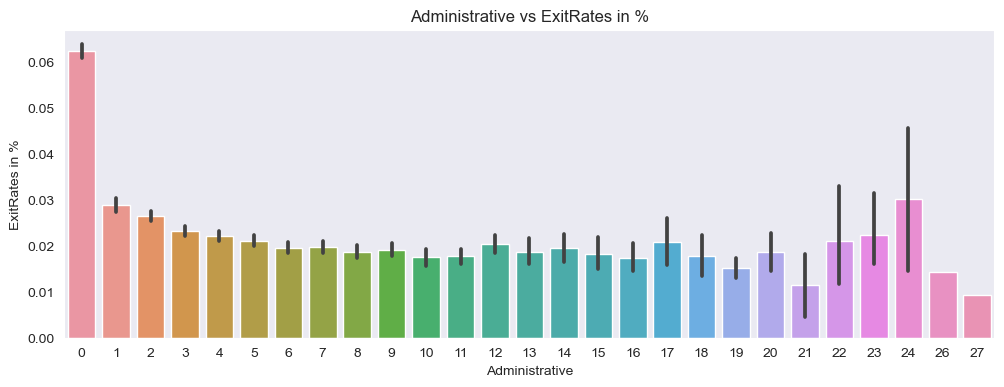 Administrative vs ExitRates in %
ExitRates in %
0.06
0.05
0.04
0.03
0.02
0.01
0.00
0 1 2 3 4 5 6 7 8 9 10 11 12 13 14 15 16 17 18 19 20 21 22 23 24 26 27
Administrative